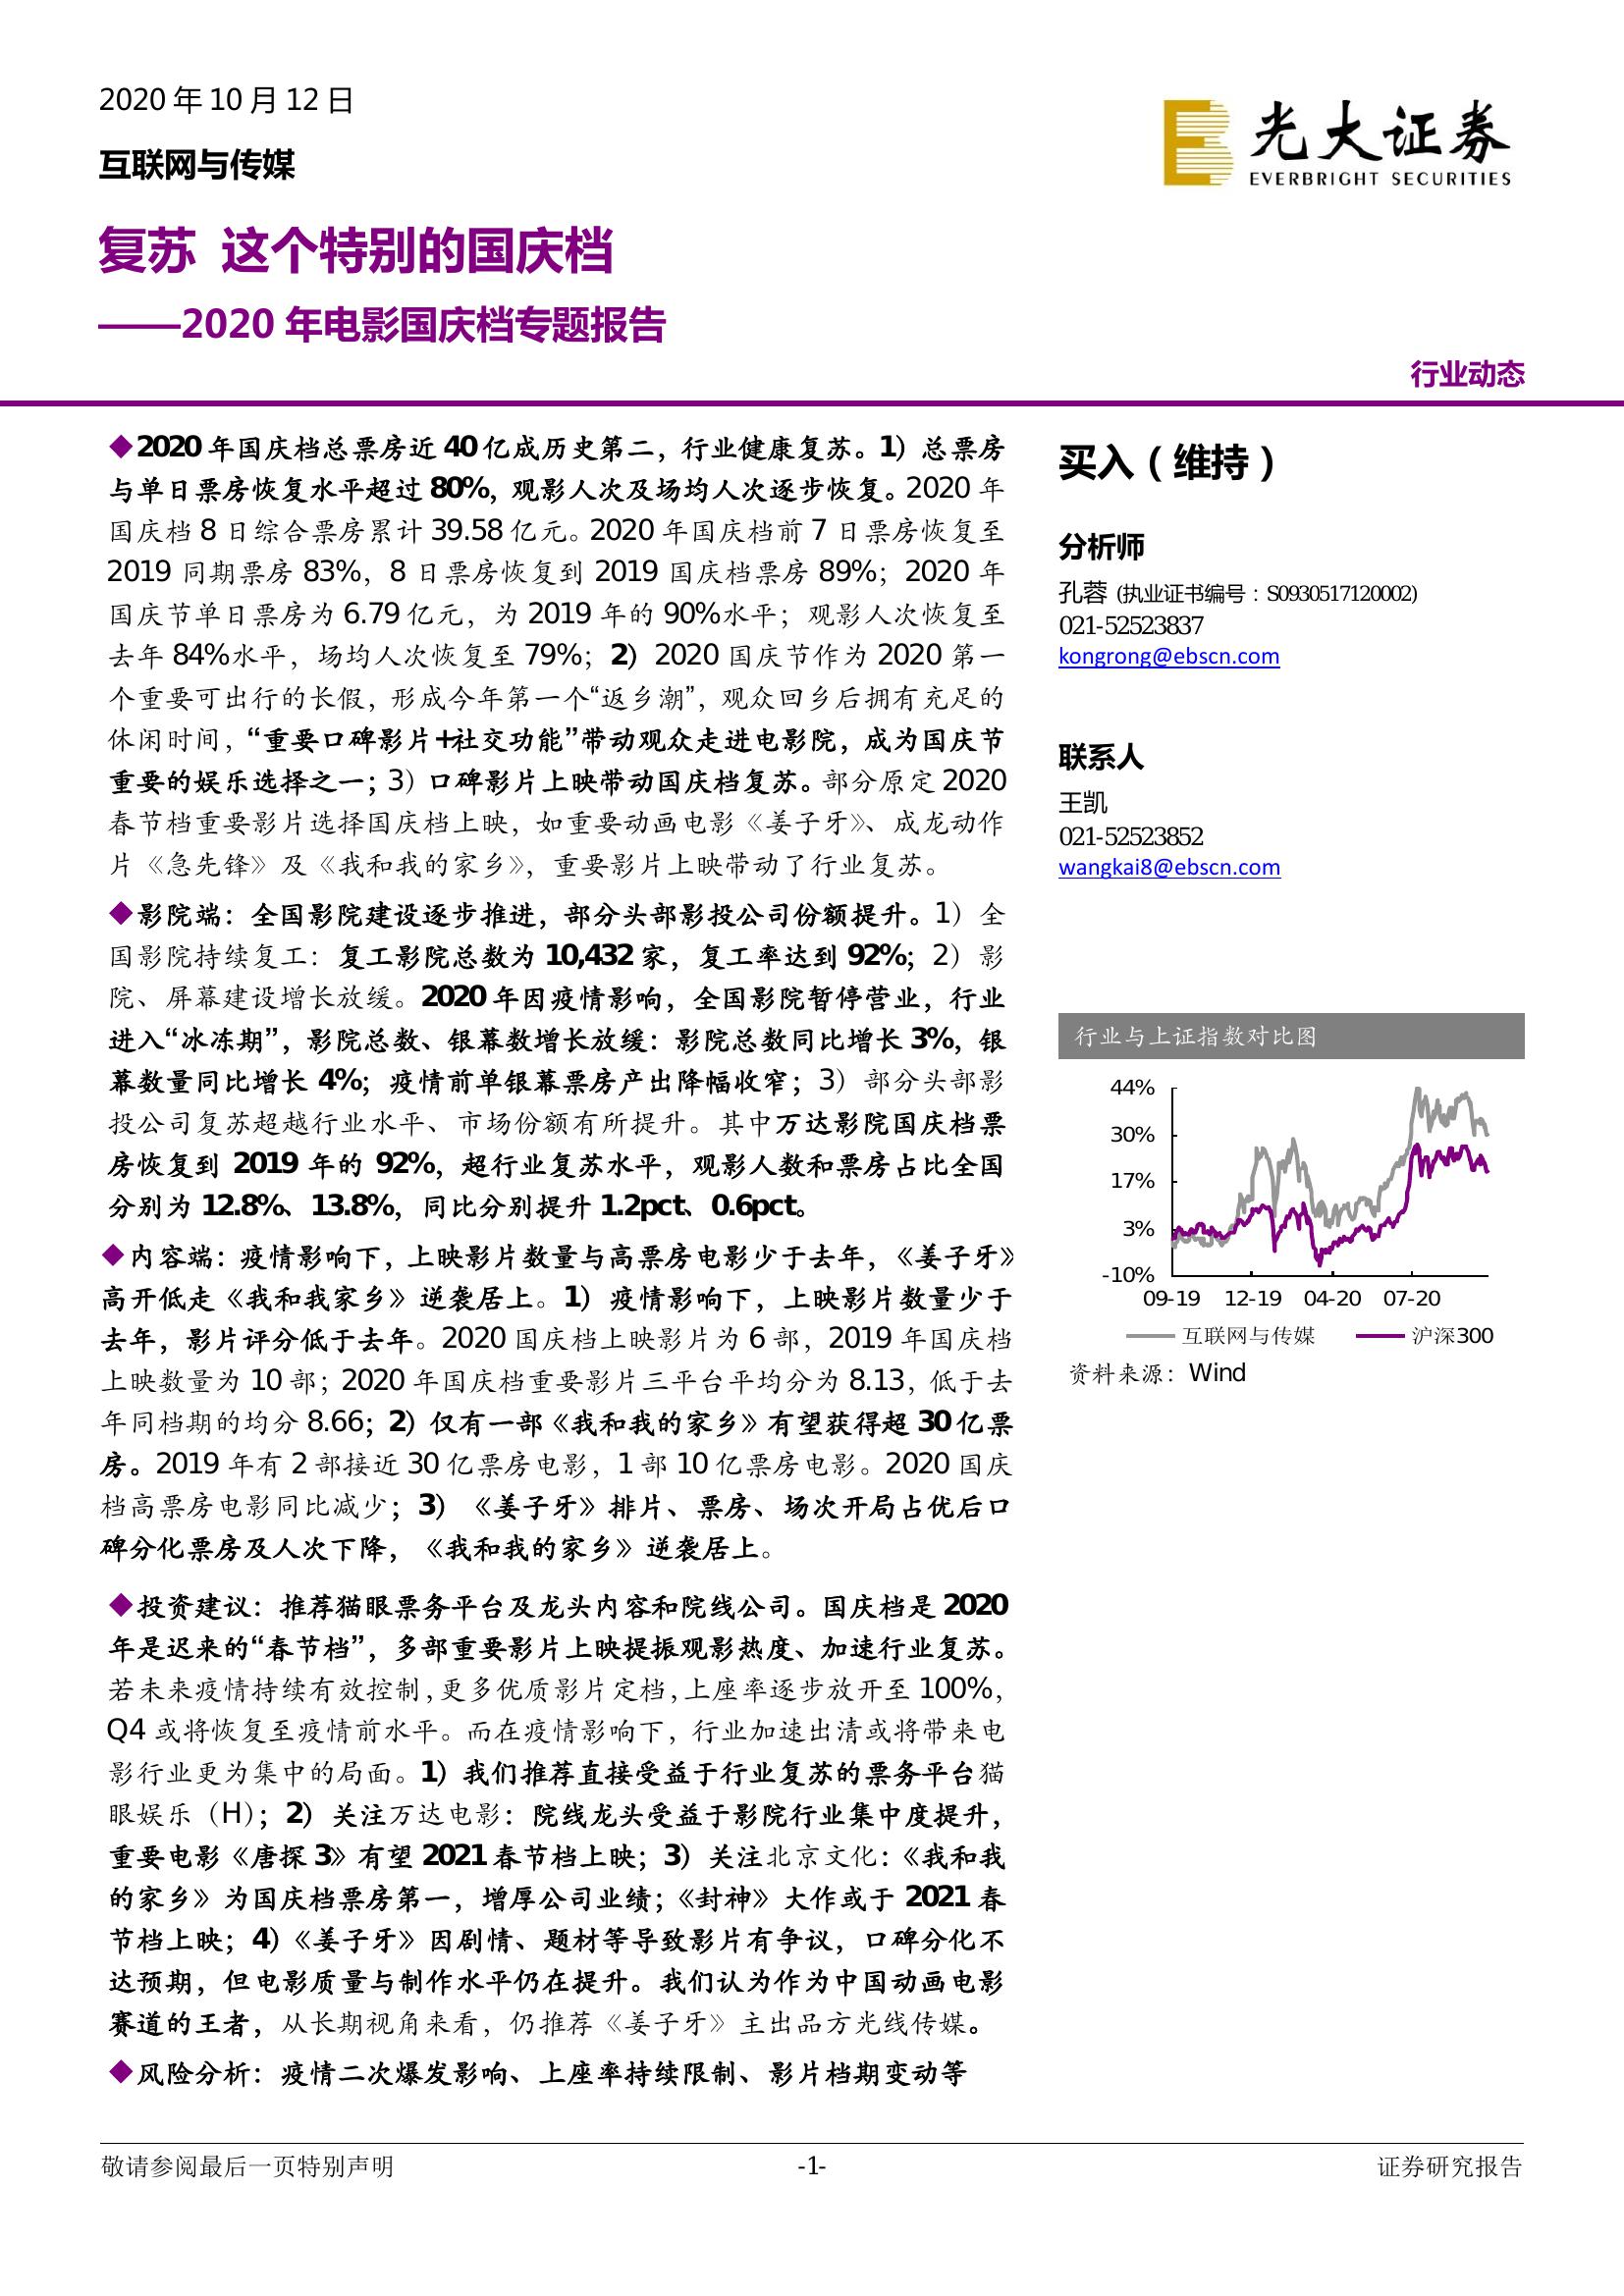 2020 年 10 月 12 日
互联网与传媒
光大证券
EVERBRIGHT SECURITIES
复苏 这个特别的国庆档
——2020 年电影国庆档专题报告
行业动态
◆2020 年国庆档总票房近 40 亿成历史第二，行业健康复苏。1）总票房
与单日票房恢复水平超过 80%，观影人次及场均人次逐步恢复。2020 年
国庆档 8 日综合票房累计 39.58 亿元。2020 年国庆档前 7 日票房恢复至
2019 同期票房 83%，8 日票房恢复到 2019 国庆档票房 89%；2020 年
国庆节单日票房为 6.79 亿元，为 2019 年的 90%水平；观影人次恢复至
去年 84%水平，场均人次恢复至 79%；2）2020 国庆节作为 2020 第一
个重要可出行的长假，形成今年第一个“返乡潮”，观众回乡后拥有充足的
休闲时间，“重要口碑影片+社交功能”带动观众走进电影院，成为国庆节
重要的娱乐选择之一；3）口碑影片上映带动国庆档复苏。部分原定 2020
春节档重要影片选择国庆档上映，如重要动画电影《姜子牙》、成龙动作
片《急先锋》及《我和我的家乡》，重要影片上映带动了行业复苏。
◆影院端：全国影院建设逐步推进，部分头部影投公司份额提升。1）全
国影院持续复工：复工影院总数为 10,432 家，复工率达到 92%；2）影
院、屏幕建设增长放缓。2020 年因疫情影响，全国影院暂停营业，行业
进入“冰冻期”，影院总数、银幕数增长放缓：影院总数同比增长 3%，银
幕数量同比增长 4%；疫情前单银幕票房产出降幅收窄；3）部分头部影
投公司复苏超越行业水平、市场份额有所提升。其中万达影院国庆档票
房恢复到 2019 年的 92%，超行业复苏水平，观影人数和票房占比全国
分别为 12.8%、13.8%，同比分别提升 1.2pct、0.6pct。
◆内容端：疫情影响下，上映影片数量与高票房电影少于去年，《姜子牙》
高开低走《我和我家乡》逆袭居上。1）疫情影响下，上映影片数量少于
去年，影片评分低于去年。2020 国庆档上映影片为 6 部，2019 年国庆档
上映数量为 10 部；2020 年国庆档重要影片三平台平均分为 8.13，低于去
年同档期的均分 8.66；2）仅有一部《我和我的家乡》有望获得超 30 亿票
房。2019 年有 2 部接近 30 亿票房电影，1 部 10 亿票房电影。2020 国庆
档高票房电影同比减少；3）《姜子牙》排片、票房、场次开局占优后口
碑分化票房及人次下降，《我和我的家乡》逆袭居上。
◆投资建议：推荐猫眼票务平台及龙头内容和院线公司。国庆档是 2020
年是迟来的“春节档”，多部重要影片上映提振观影热度、加速行业复苏。
若未来疫情持续有效控制，更多优质影片定档，上座率逐步放开至 100%，
Q4 或将恢复至疫情前水平。而在疫情影响下，行业加速出清或将带来电
影行业更为集中的局面。1）我们推荐直接受益于行业复苏的票务平台猫
眼娱乐（H）；2）关注万达电影：院线龙头受益于影院行业集中度提升，
重要电影《唐探 3》有望 2021 春节档上映；3）关注北京文化：《我和我
的家乡》为国庆档票房第一，增厚公司业绩；《封神》大作或于 2021 春
节档上映；4）《姜子牙》因剧情、题材等导致影片有争议，口碑分化不
达预期，但电影质量与制作水平仍在提升。我们认为作为中国动画电影
赛道的王者，从长期视角来看，仍推荐《姜子牙》主出品方光线传媒。
◆风险分析：疫情二次爆发影响、上座率持续限制、影片档期变动等
买入（维持）
分析师
孔蓉 (执业证书编号：S0930517120002)
021-52523837
kongrong@ebscn.com
联系人
王凯
021-52523852
wangkai8@ebscn.com
行业与上证指数对比图
44%
30%
17%
3%
-10%
09-19 12-19 04-20 07-20
互联网与传媒 沪深300
资料来源：Wind
敬请参阅最后一页特别声明 -1- 证券研究报告